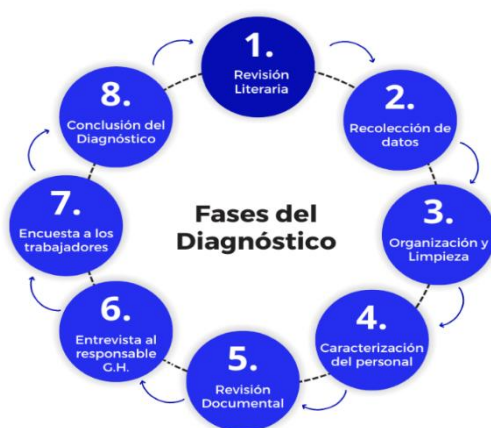 1.
Revisión
Literaria
2.
Recolección de
datos
3.
Organización y
Limpieza
4.
Caracterización
del personal
5.
Revisión
Documental
6.
Entrevista al
responsable
G.H.
7.
Encuesta a los
trabajadores
8.
Conclusión del
Diagnóstico
Fases del
Diagnóstico